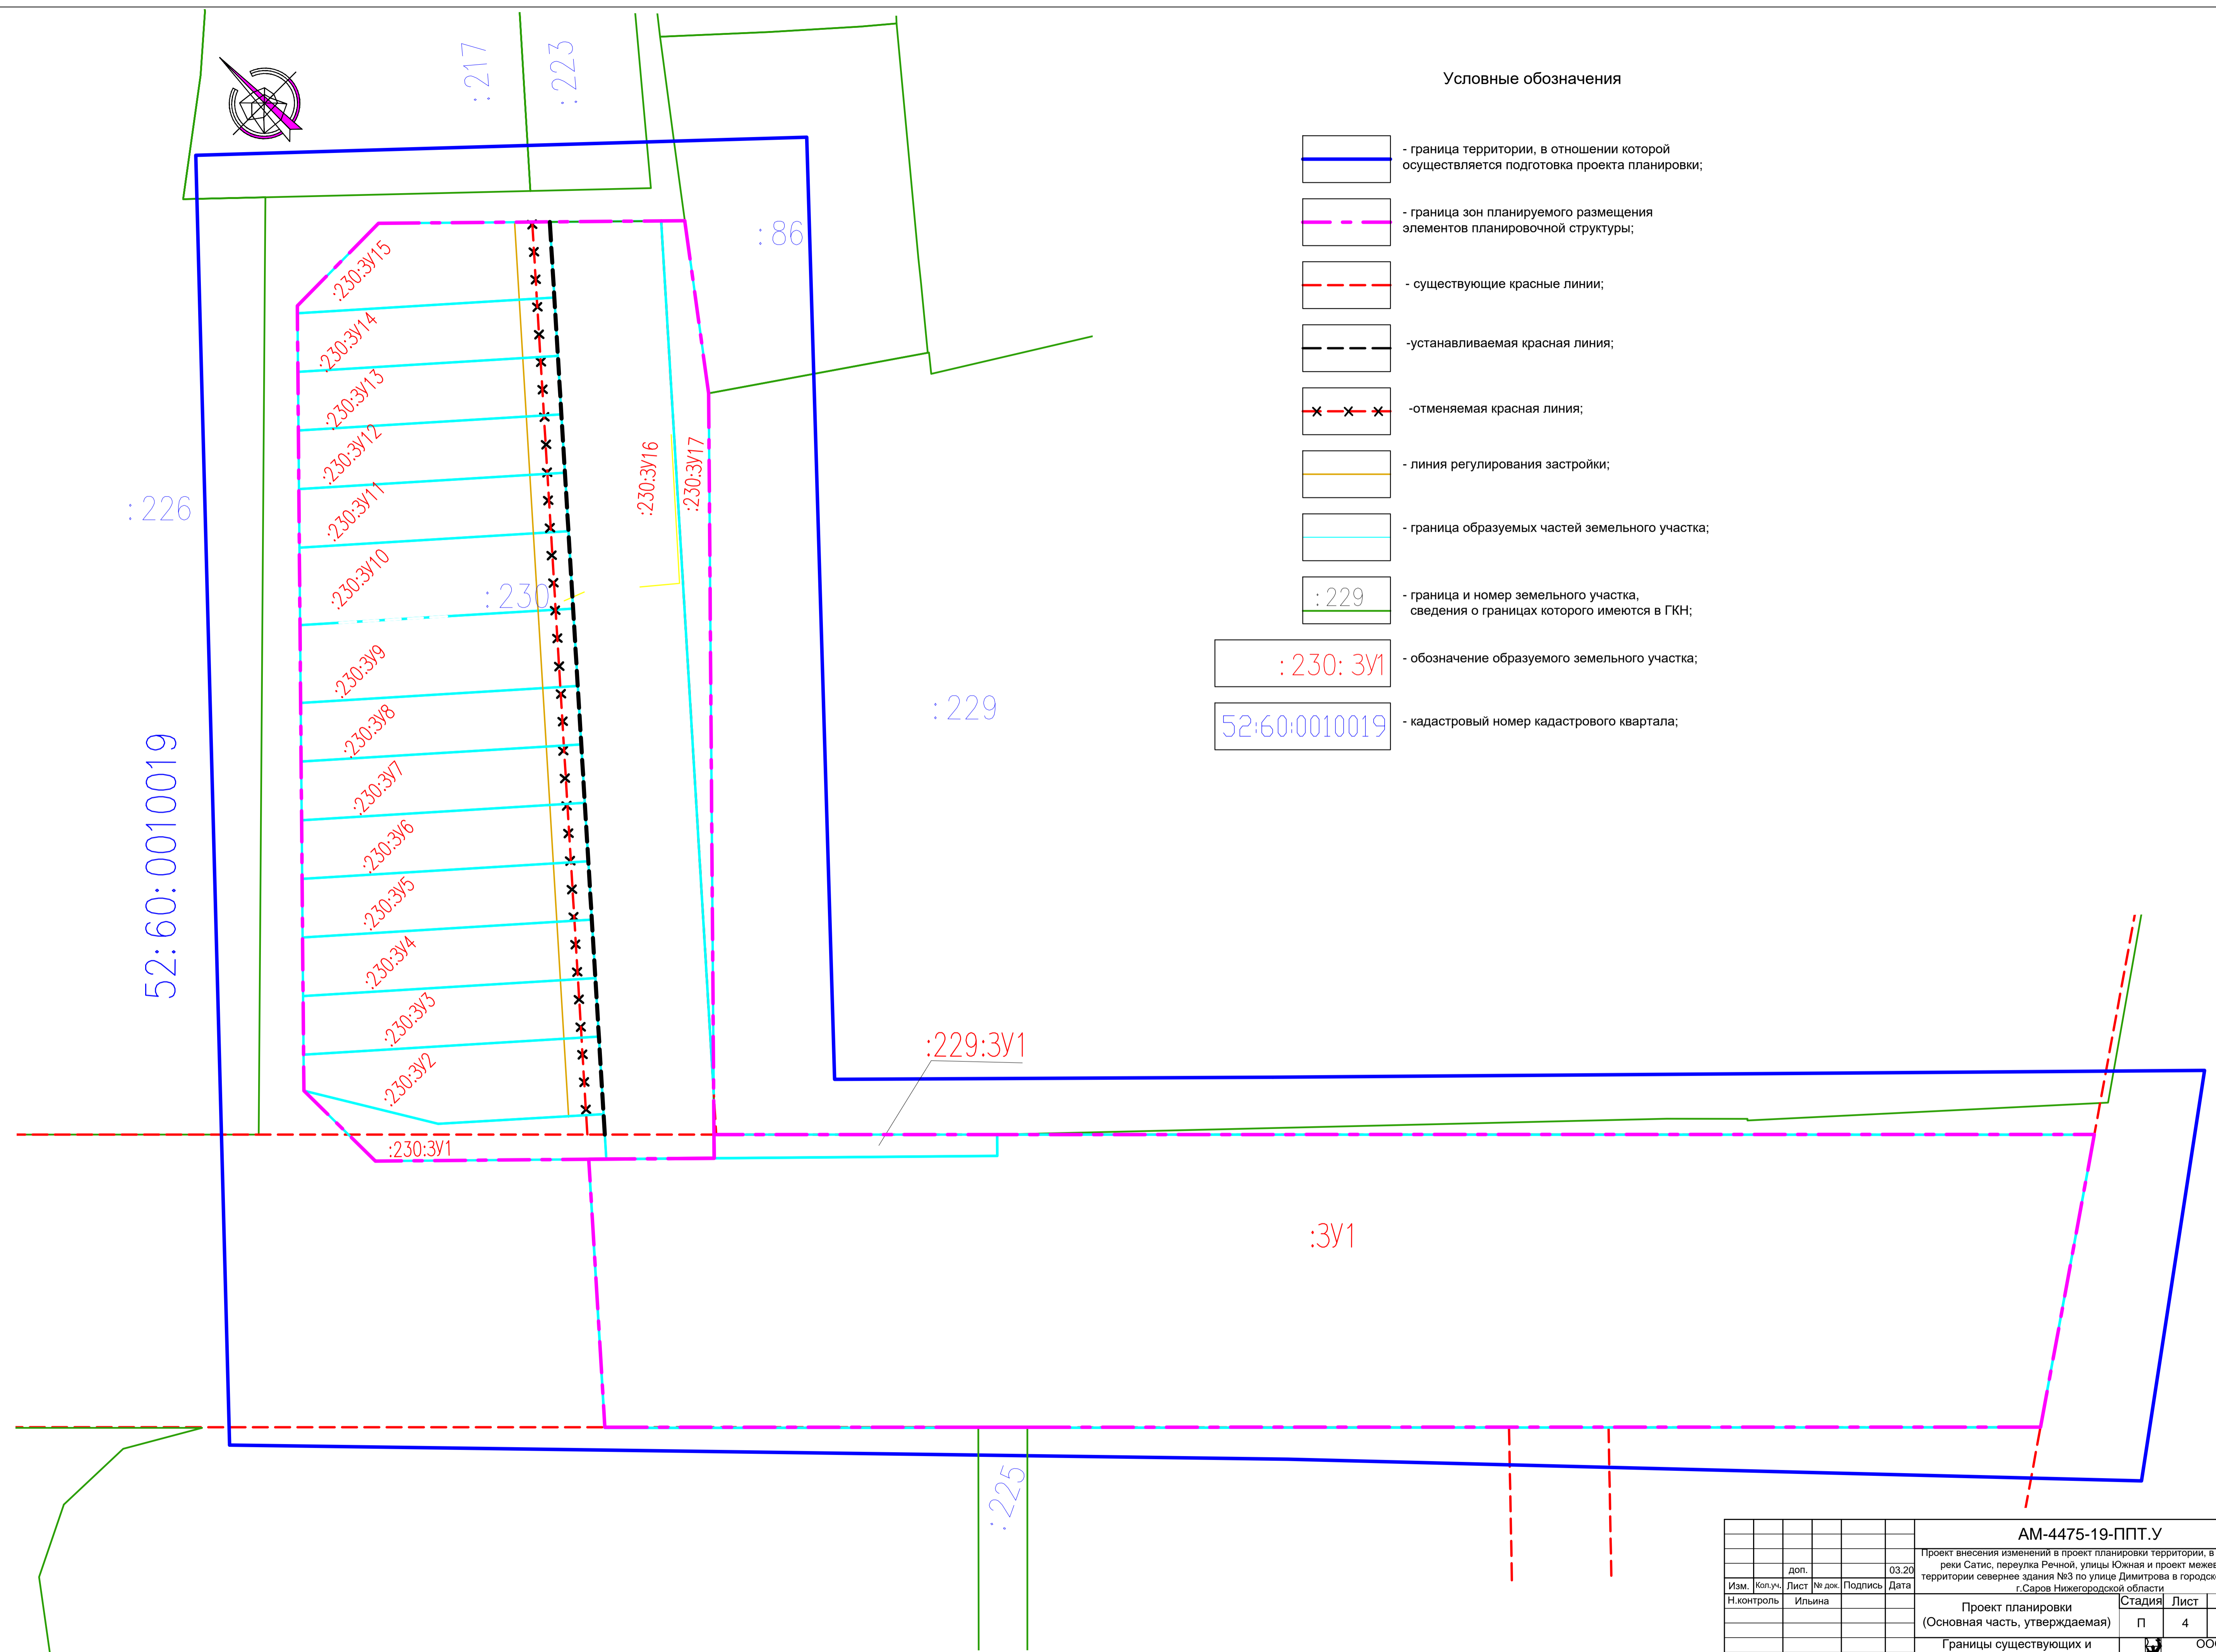 :217
:223
Условные обозначения
- граница территории, в отношении которой
осуществляется подготовка проекта планировки;
- граница зон планируемого размещения
элементов планировочной структуры;
- существующие красные линии;
-устанавливаемая красная линия;
-отменяемая красная линия;
- линия регулирования застройки;
- граница образуемых частей земельного участка;
:229
- граница и номер земельного участка,
сведения о границах которого имеются в ГКН;
:230:ЗУ1
- обозначение образуемого земельного участка;
52:60:0010019
- кадастровый номер кадастрового квартала;
:86
:230:ЗУ15
:230:ЗУ14
:230:ЗУ13
:230:ЗУ12
:230:ЗУ11
:230:ЗУ10
:230:ЗУ9
:230:ЗУ8
:230:ЗУ7
:230:ЗУ6
:230:ЗУ5
:230:ЗУ4
:230:ЗУ3
:230:ЗУ2
:230:ЗУ1
:230:ЗУ16
:230:ЗУ17
:226
:230
:229
52:60:0010019
:229:ЗУ1
:ЗУ1
:225
АМ-4475-19-ППТ.У
Проект внесения изменений в проект планировки территории, в
реки Сатис, переулка Речной, улицы Южная и проект межев
территории севернее здания №3 по улице Димитрова в городск
г.Саров Нижегородской области
доп. 03.20
Изм. Кол.уч. Лист № док. Подпись Дата
Н.контроль Ильина
Проект планировки
(Основная часть, утверждаемая)
Стадия Лист
П 4
Границы существующих и
ООО